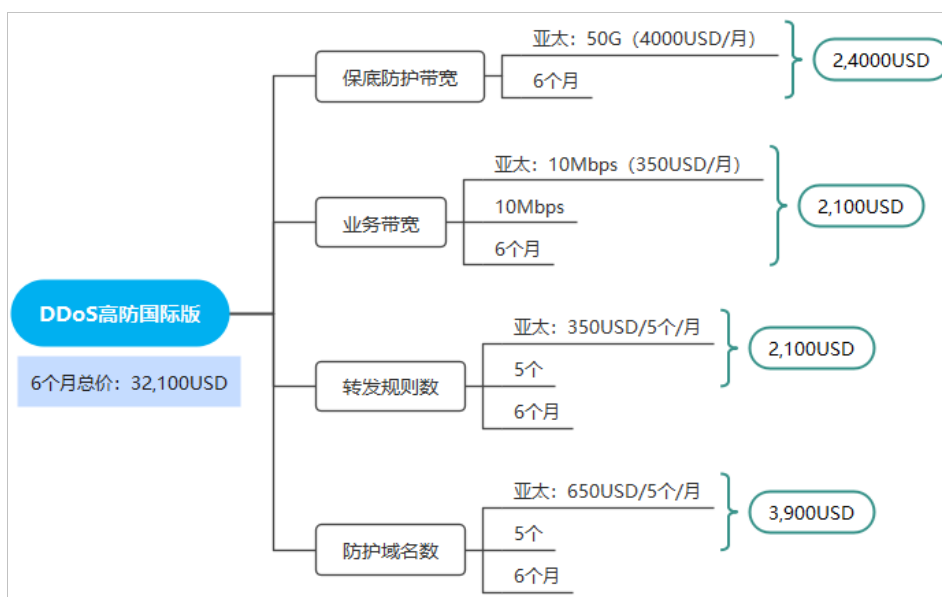 DDoS高防国际版
6个月总价：32,100USD
保底防护带宽
亚太：50G（4000USD/月）
6个月
2,4000USD
业务带宽
亚太：10Mbps（350USD/月）
10Mbps
6个月
2,100USD
转发规则数
亚太：350USD/5个/月
5个
6个月
2,100USD
防护域名数
亚太：650USD/5个/月
5个
6个月
3,900USD